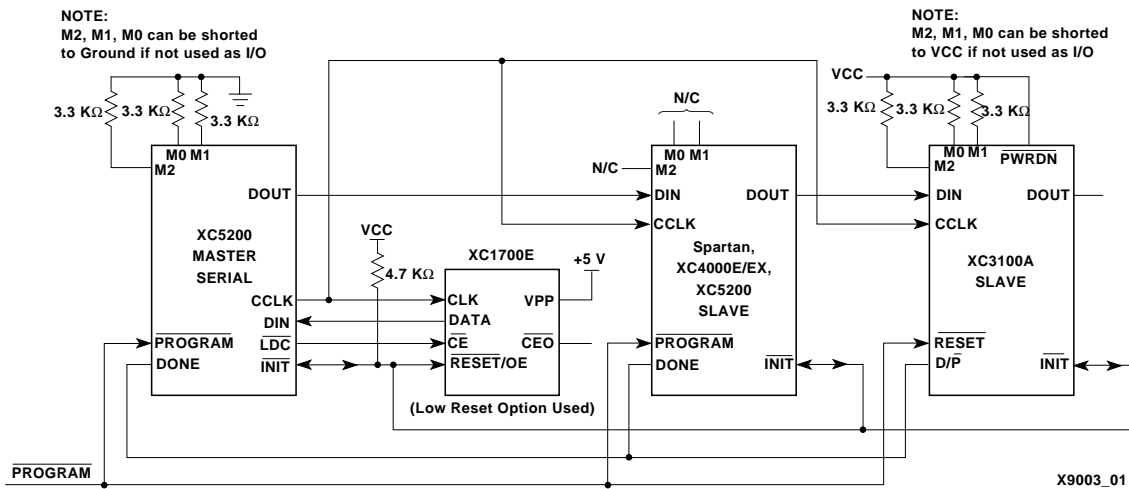 NOTE:
M2, M1, M0 can be shorted
to Ground if not used as I/O
NOTE:
M2, M1, M0 can be shorted
to VCC if not used as I/O
VCC
N/C
3.3 KΩ
3.3 KΩ
3.3 KΩ
3.3 KΩ
3.3 KΩ
3.3 KΩ
M0 M1
M2
DOUT
XC5200
MASTER
SERIAL
CCLK
DIN
PROGRAM
LDC
DONE
INIT
VCC
4.7 KΩ
XC1700E
+5 V
CLK
VPP
DATA
CE
CEO
RESET/OE
(Low Reset Option Used)
N/C
M0 M1
M2
DIN
DOUT
CCLK
Spartan,
XC4000E/EX,
XC5200
SLAVE
PROGRAM
DONE
INIT
M0 M1
PWRDN
M2
DIN
DOUT
CCLK
XC3100A
SLAVE
RESET
D/P
INIT
PROGRAM
X9003_01